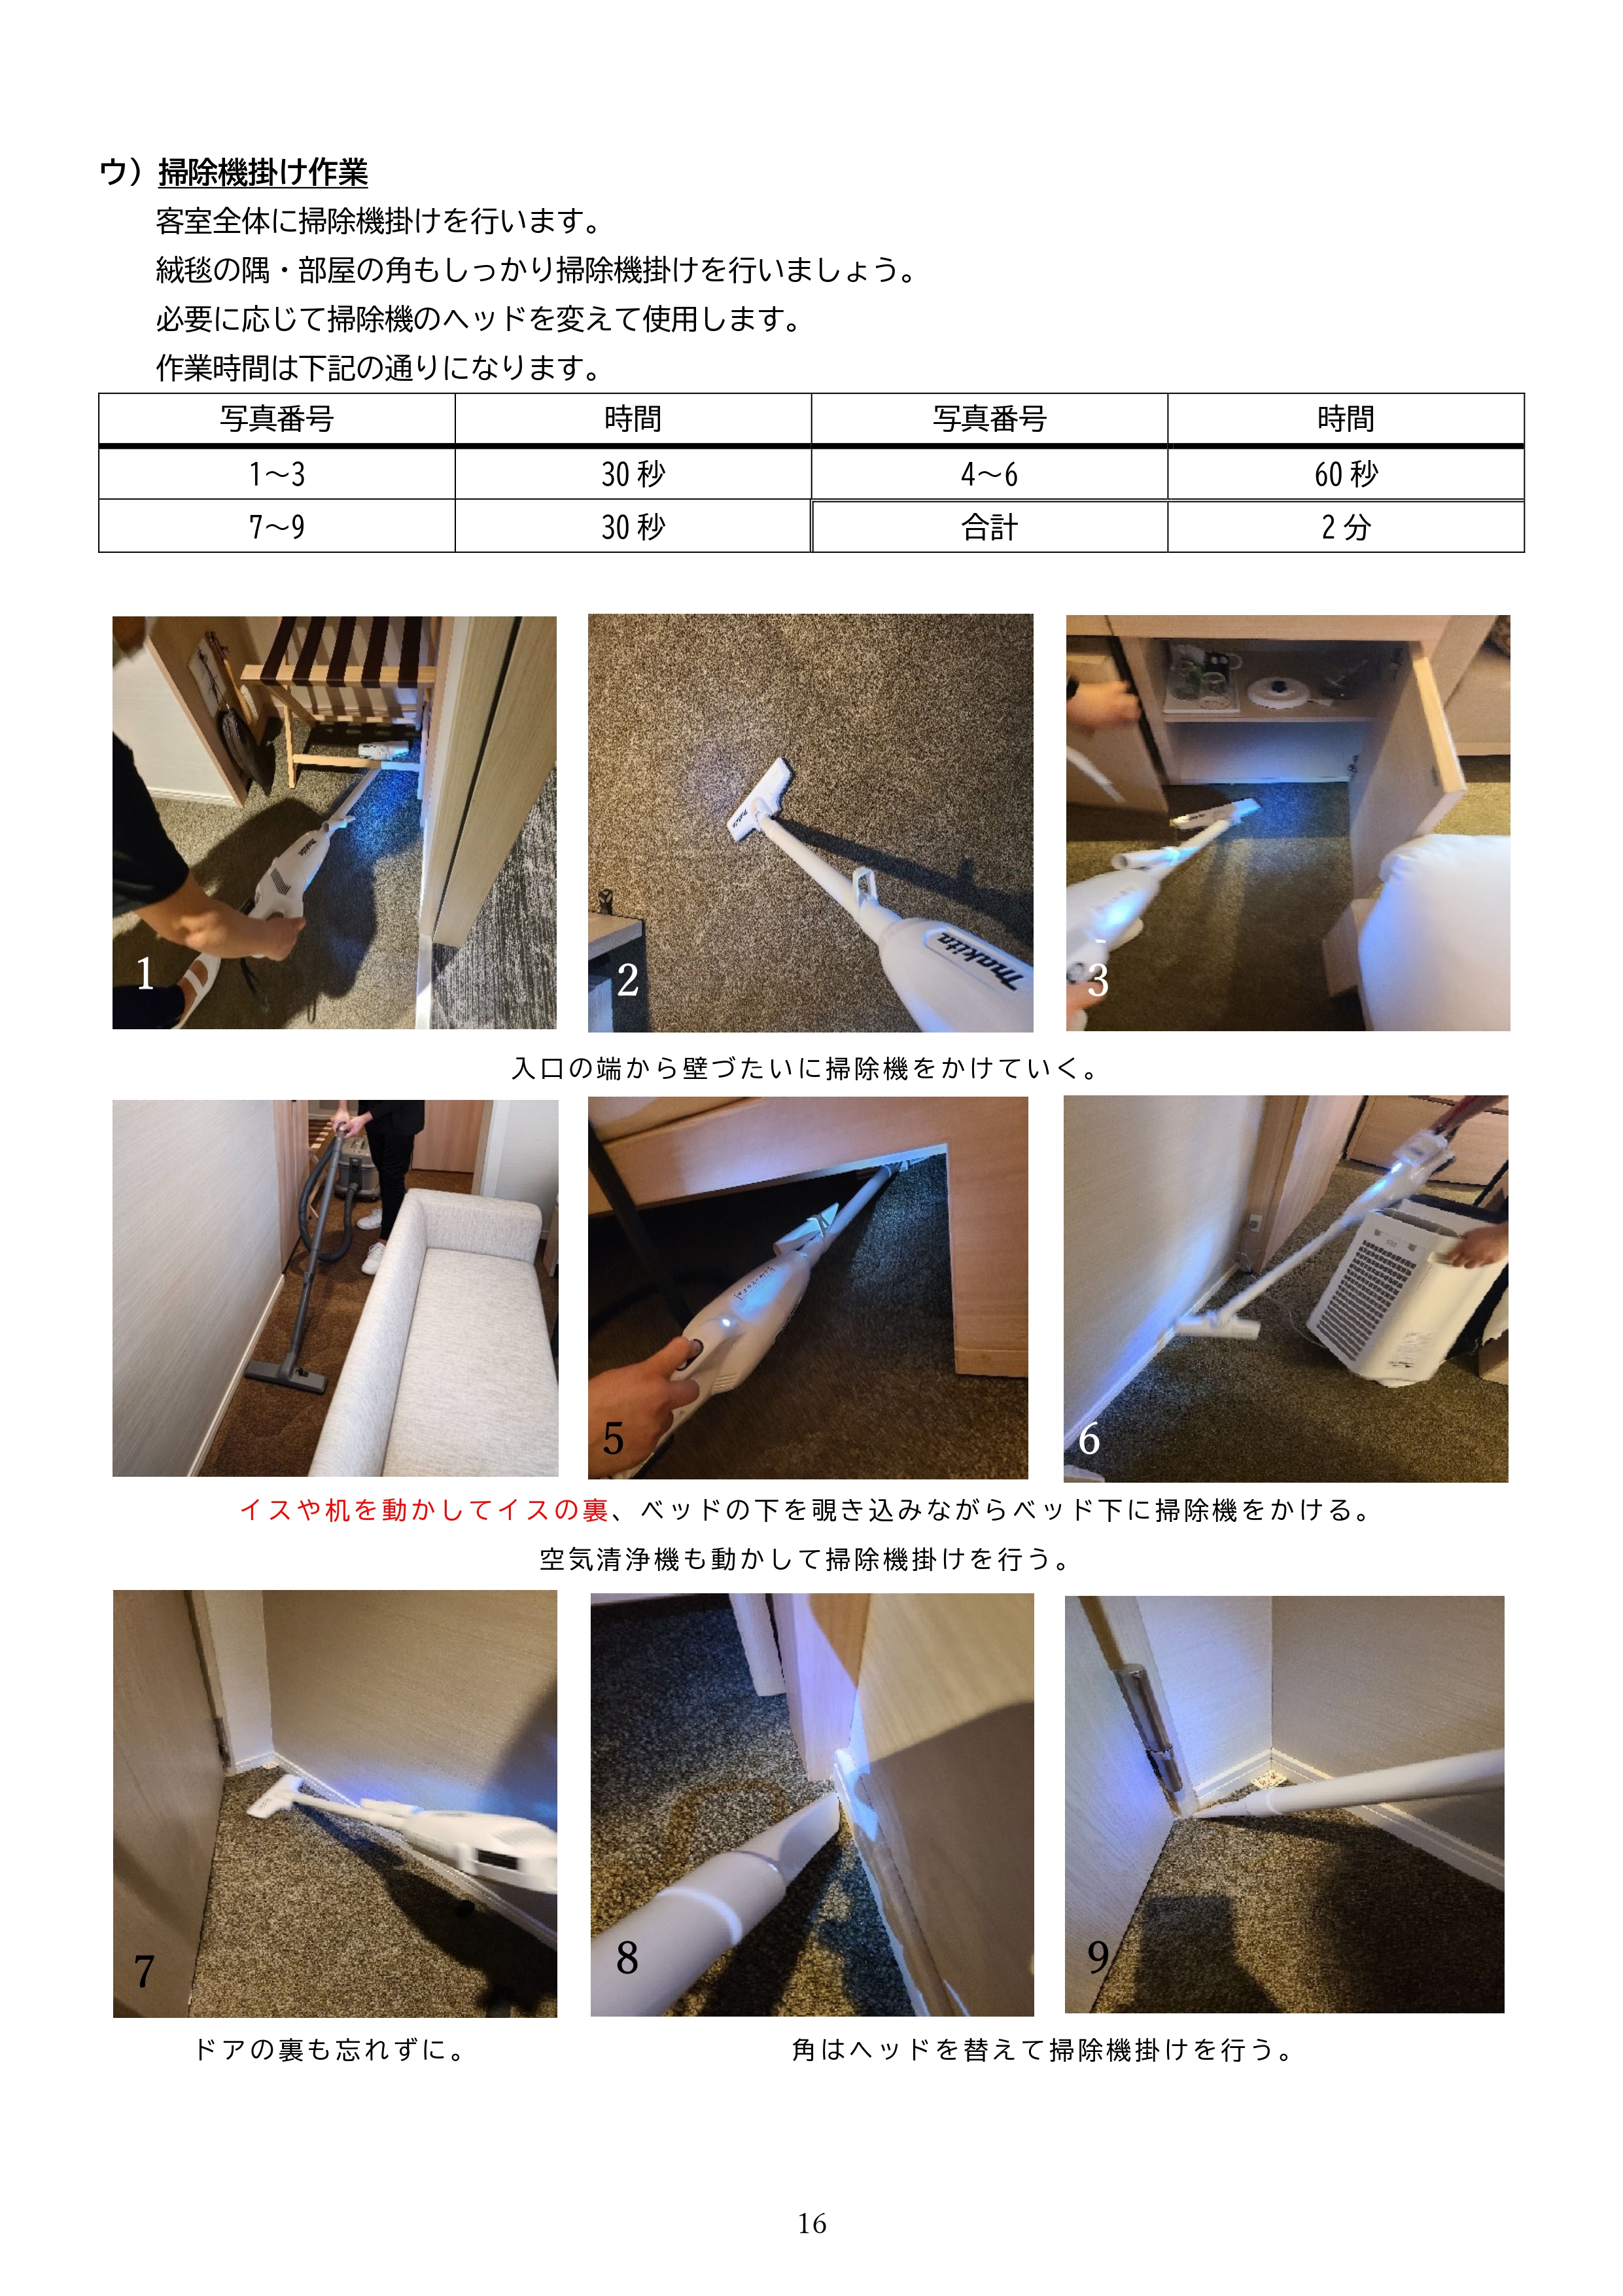 ウ）掃除機掛け作業
客室全体に掃除機掛けを行います。
絨毯の隅・部屋の角もしっかり掃除機掛けを行いましょう。
必要に応じて掃除機のヘッドを変えて使用します。
作業時間は下記の通りになります。
写真番号 時間 写真番号 時間
1～3 30 秒 4～6 60 秒
7～9 30 秒 合計 2 分
1
2
makita
3
入口の端から壁づたいに掃除機をかけていく。
5
6
イスや机を動かしてイスの裏、ベッドの下を覗き込みながらベッド下に掃除機をかける。
空気清浄機も動かして掃除機掛けを行う。
7
8
9
ドアの裏も忘れずに。
角はヘッドを替えて掃除機掛けを行う。
16